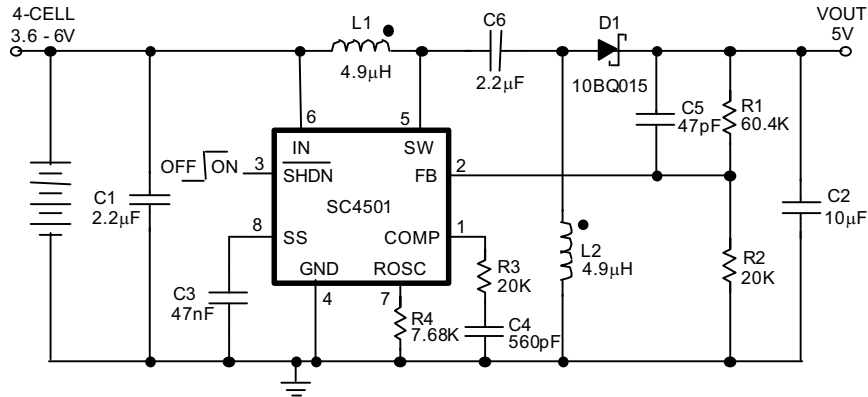 4-CELL
3.6 - 6V
L1
4.9µH
C6
2.2µF
D1
10BQ015
VOUT
5V
C5
47pF
R1
60.4K
6
5
IN
SW
OFF ON
3
SHDN
FB
2
C1
2.2µF
SC4501
C2
10µF
8
SS
COMP
1
GND
ROSC
R3
20K
L2
4.9µH
R2
20K
C3
47nF
4
7
R4
7.68K
C4
560pF